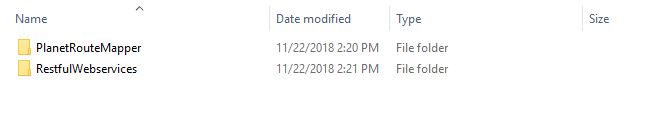 Name Date modified Type Size
PlanetRouteMapper 11/22/2018 2:20 PM File folder
RestfulWebservices 11/22/2018 2:21 PM File folder